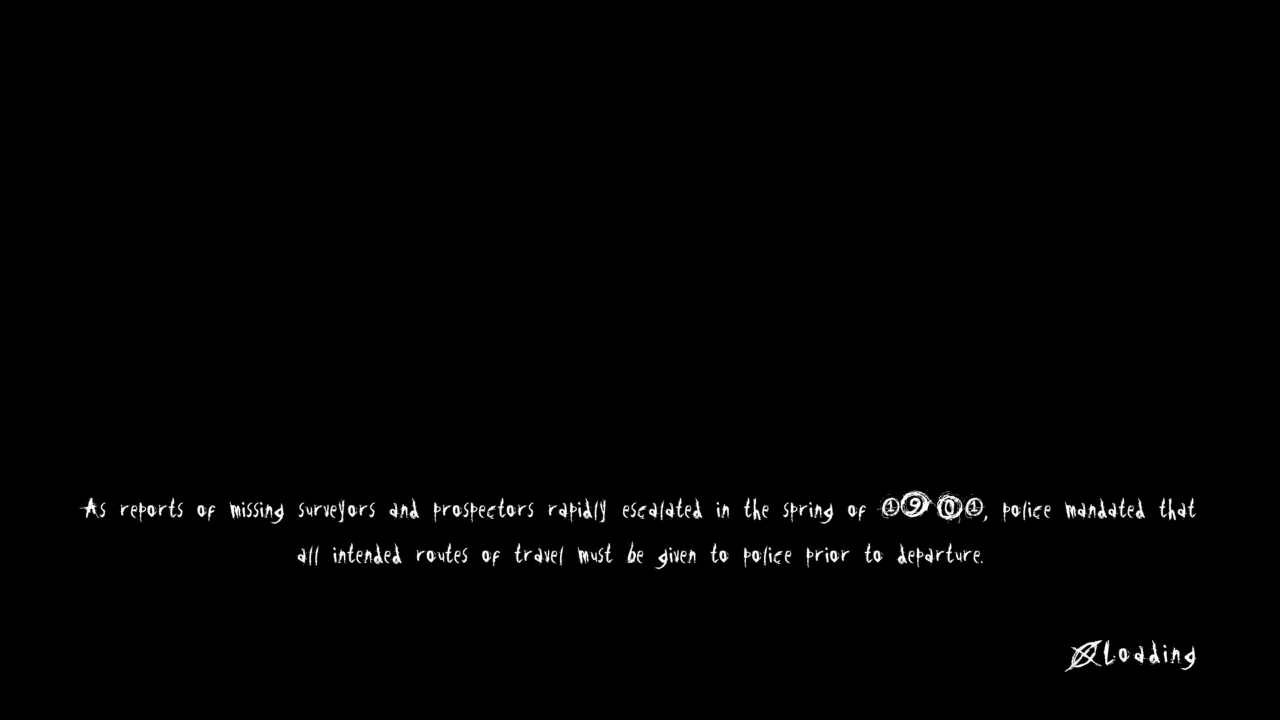 As reports of missing surveyors and prospectors rapidly escalated in the spring of 1901, police mandated that
all intended routes of travel must be given to police prior to departure.
Loading